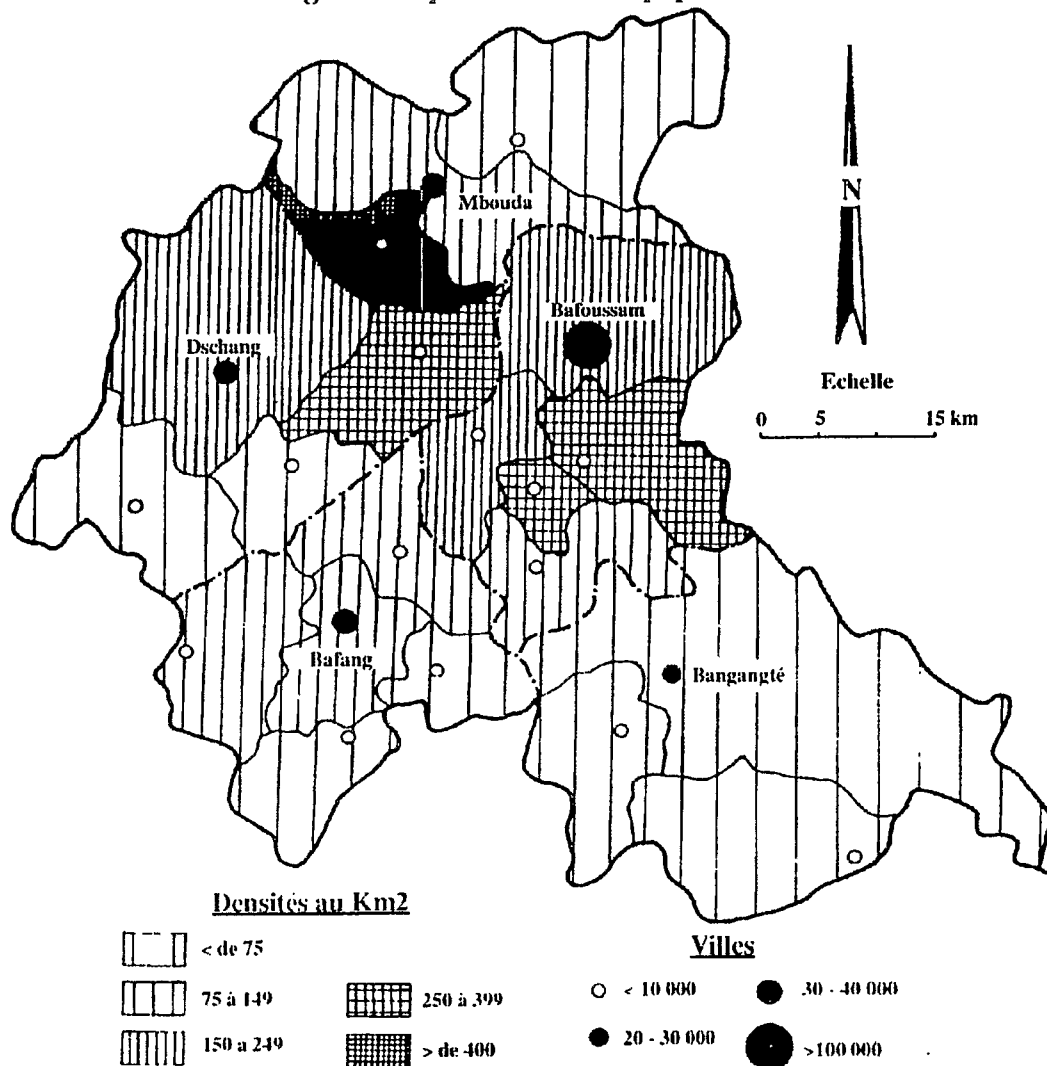 N
Mbouda
Bafoussam
Dschang
Echelle
0 5 15 km
Bafang
Bangangté
Densités au Km2
< de 75
75 à 149
150 a 249
250 à 399
> de 400
Villes
< 10 000
20 - 30 000
30 - 40 000
>100 000